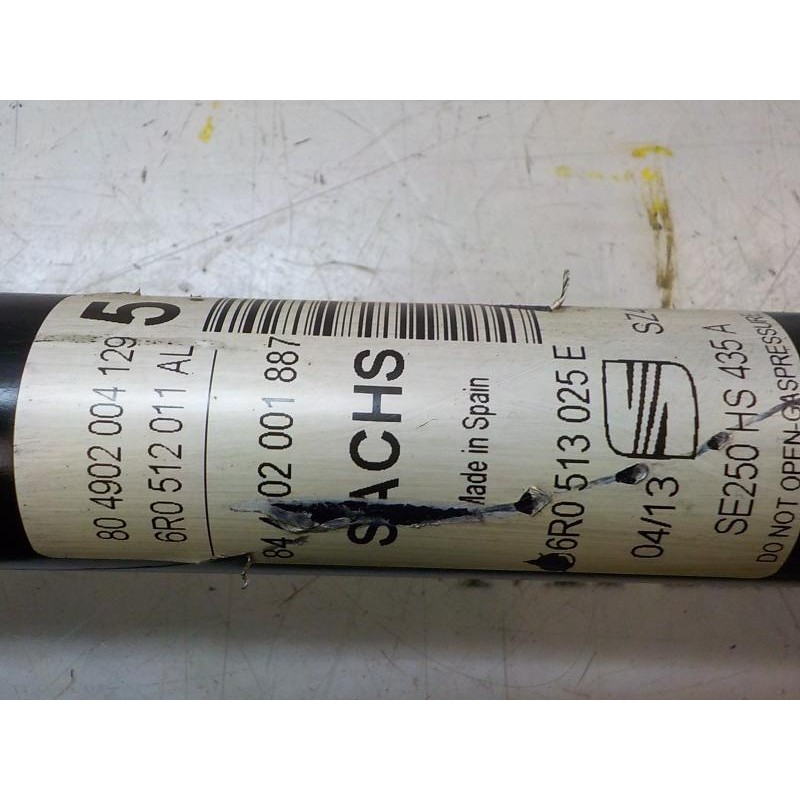 80 4902 004 129
5
6R0 512 011 AL
84 02 001 887
SACHS
Made in Spain
6R0 513 025 E
04/13
SE250 HS 435 A
DO NOT OPEN-GASPRESSURE